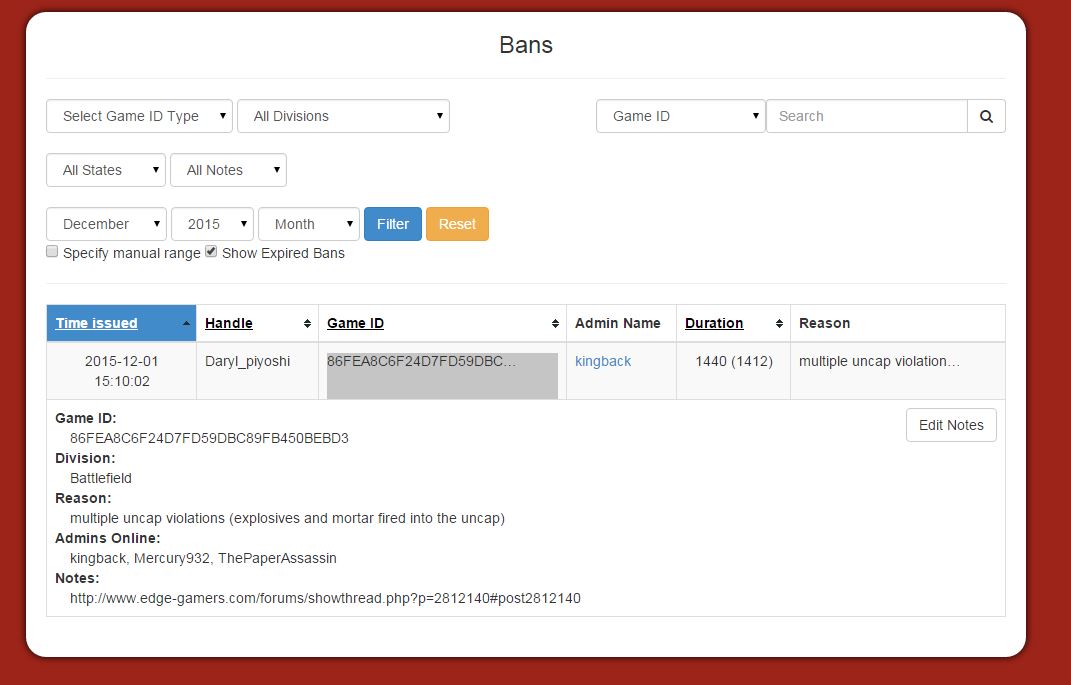 Bans
Select Game ID Type All Divisions Game ID Search
All States All Notes
December 2015 Month Filter Reset
Specify manual range Show Expired Bans
Time issued Handle Game ID Admin Name Duration Reason
2015-12-01 15:10:02 Daryl_piyoshi 86FEA8C6F24D7FD59DBC... kingback 1440 (1412) multiple uncap violation...
Game ID:
Edit Notes
86FEA8C6F24D7FD59DBC89FB450BEBD3
Division:
Battlefield
Reason:
multiple uncap violations (explosives and mortar fired into the uncap)
Admins Online:
kingback, Mercury932, ThePaperAssassin
Notes:
http://www.edge-gamers.com/forums/showthread.php?p=2812140#post2812140